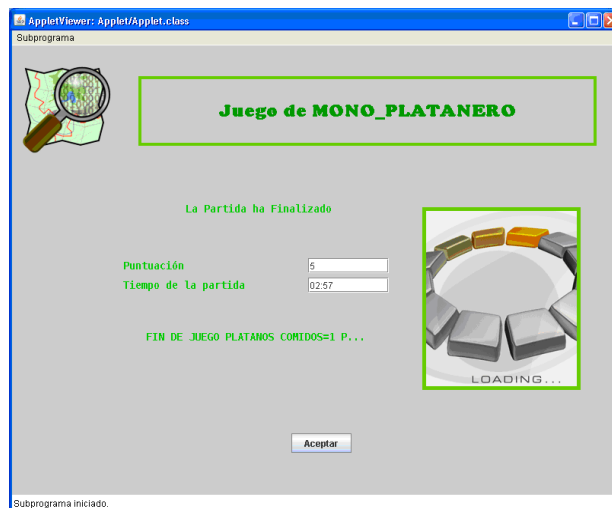 AppletViewer: Applet/Applet.class
Subprograma
Juego de MONO_PLATANERO
La Partida ha Finalizado
Puntuación 5
Tiempo de la partida 02:57
FIN DE JUEGO PLATANOS COMIDOS=1 P...
LOADING...
Aceptar
Subprograma iniciado.